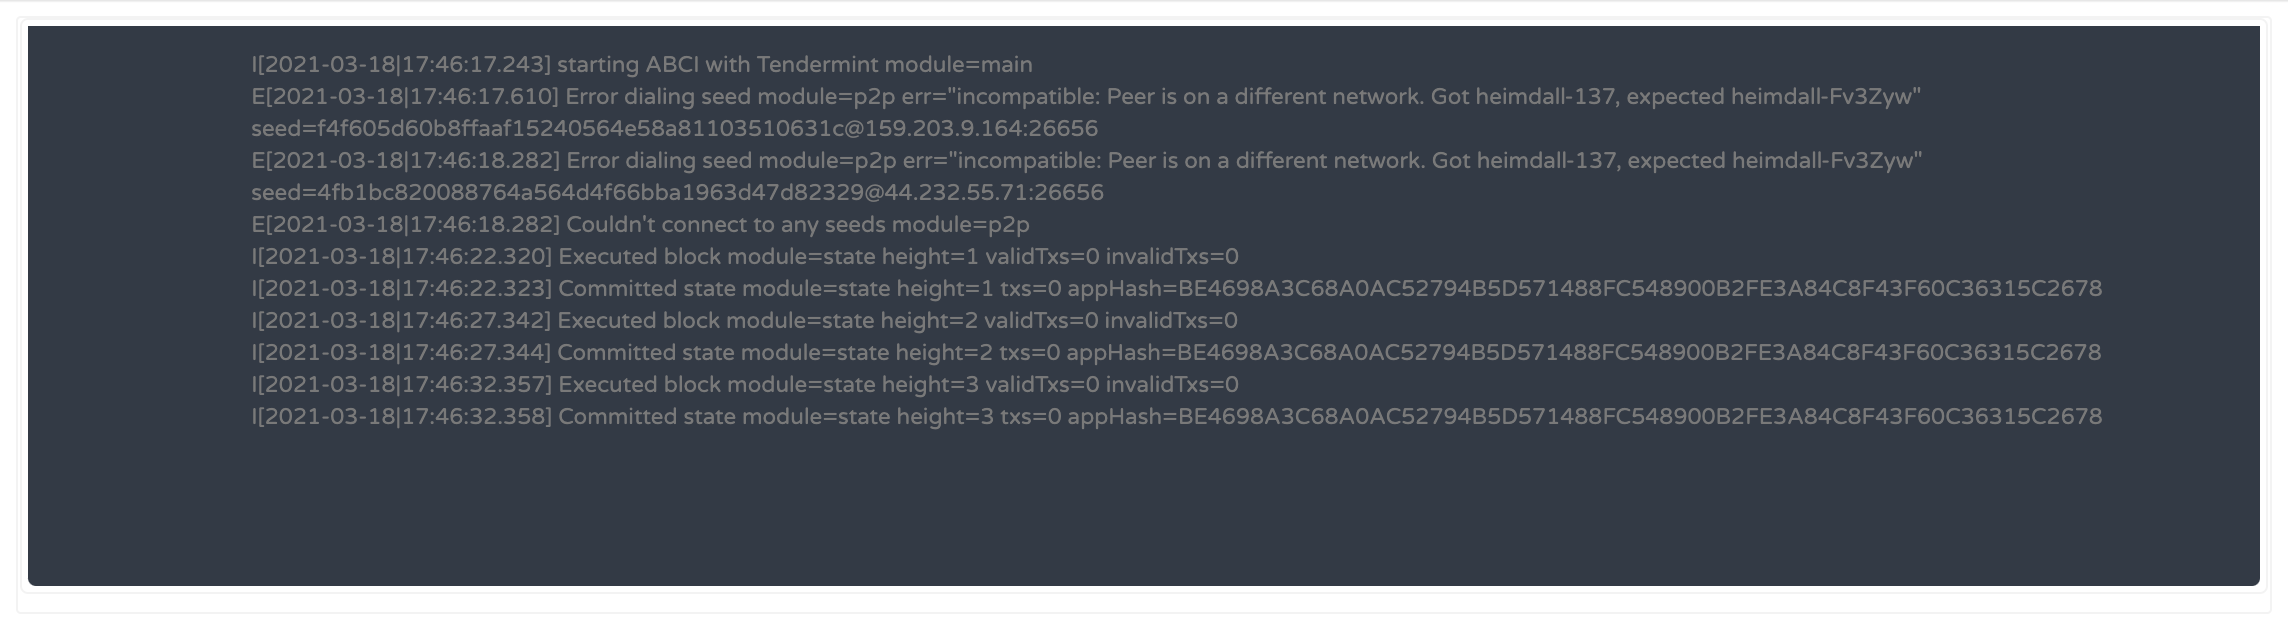 I[2021-03-18|17:46:17.243] starting ABCI with Tendermint module=main
E[2021-03-18|17:46:17.610] Error dialing seed module=p2p err="incompatible: Peer is on a different network. Got heimdall-137, expected heimdall-Fv3Zyw"
seed=f4f605d60b8ffaaf15240564e58a81103510631c@159.203.9.164:26656
E[2021-03-18|17:46:18.282] Error dialing seed module=p2p err="incompatible: Peer is on a different network. Got heimdall-137, expected heimdall-Fv3Zyw"
seed=4fb1bc820088764a564d4f66bba1963d47d82329@44.232.55.71:26656
E[2021-03-18|17:46:18.282] Couldn't connect to any seeds module=p2p
I[2021-03-18|17:46:22.320] Executed block module=state height=1 validTxs=0 invalidTxs=0
I[2021-03-18|17:46:22.323] Committed state module=state height=1 txs=0 appHash=BE4698A3C68A0AC52794B5D571488FC548900B2FE3A84C8F43F60C36315C2678
I[2021-03-18|17:46:27.342] Executed block module=state height=2 validTxs=0 invalidTxs=0
I[2021-03-18|17:46:27.344] Committed state module=state height=2 txs=0 appHash=BE4698A3C68A0AC52794B5D571488FC548900B2FE3A84C8F43F60C36315C2678
I[2021-03-18|17:46:32.357] Executed block module=state height=3 validTxs=0 invalidTxs=0
I[2021-03-18|17:46:32.358] Committed state module=state height=3 txs=0 appHash=BE4698A3C68A0AC52794B5D571488FC548900B2FE3A84C8F43F60C36315C2678